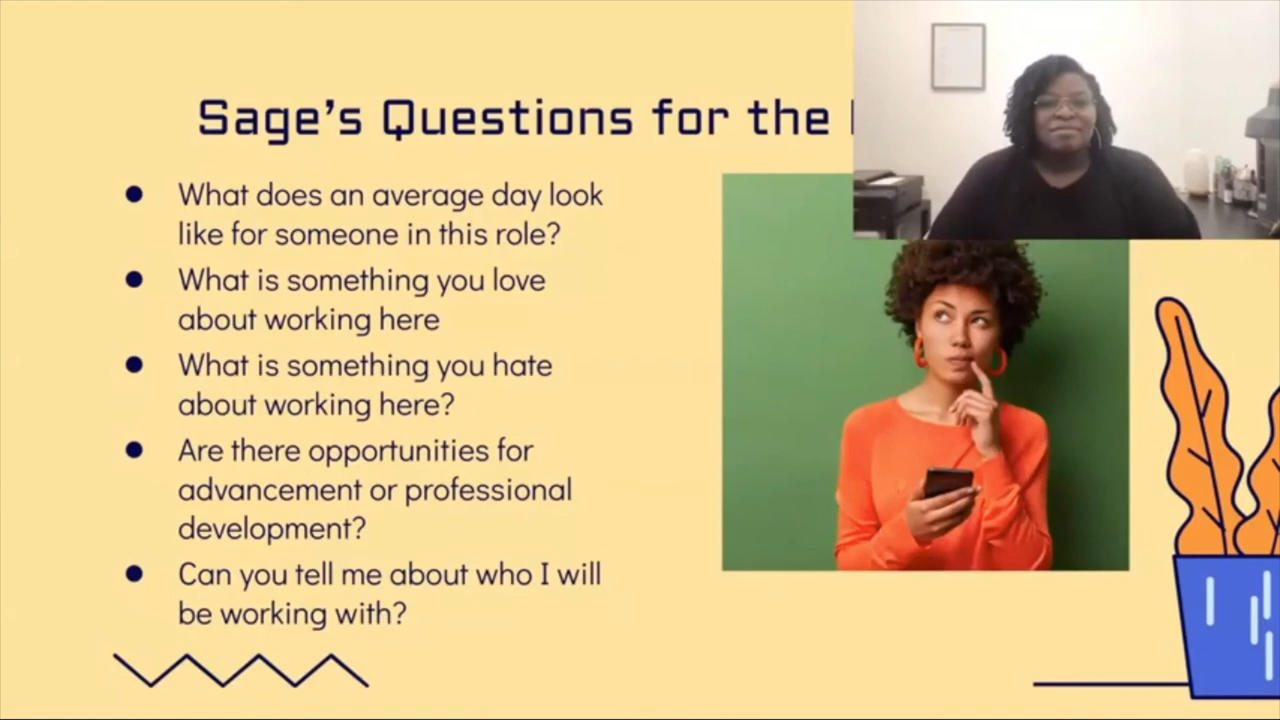 Sage's Questions for the
What does an average day look
like for someone in this role?
What is something you love
about working here
What is something you hate
about working here?
Are there opportunities for
advancement or professional
development?
Can you tell me about who I will
be working with?